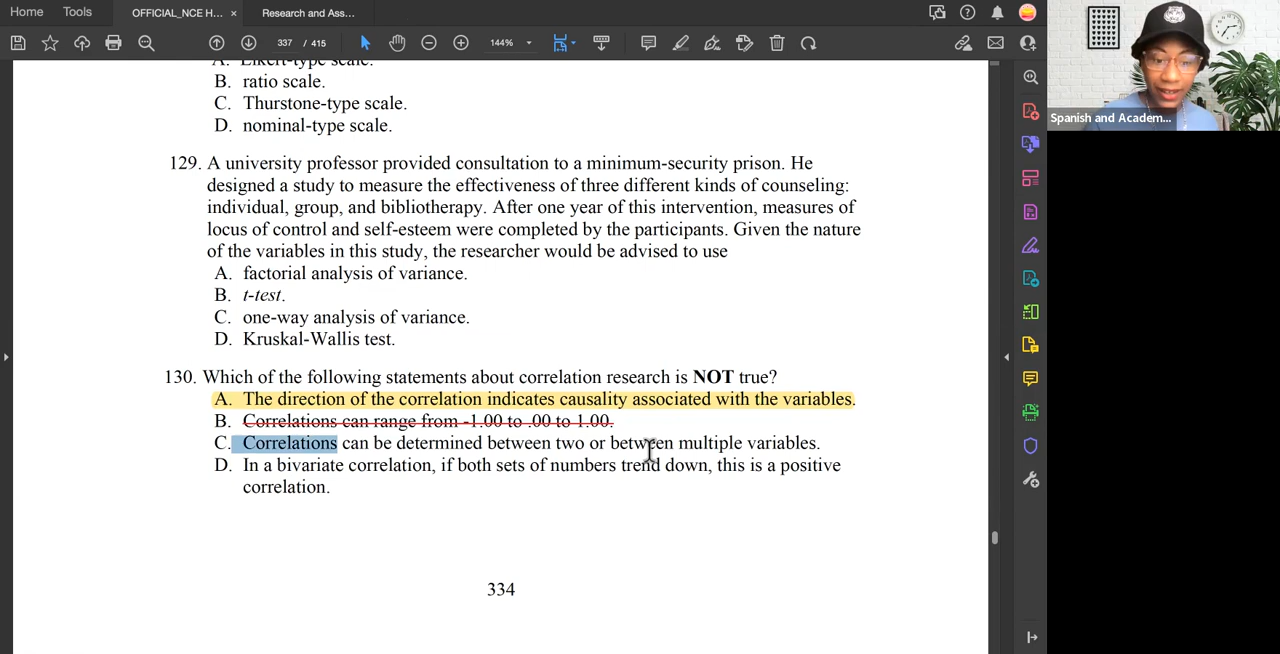 Home
Tools
OFFICIAL_NCE H... ×
Research and Ass...
337 / 415
144%
Spanish and Academ...
A. Likert-type scale.
B. ratio scale.
C. Thurstone-type scale.
D. nominal-type scale.
129. A university professor provided consultation to a minimum-security prison. He
designed a study to measure the effectiveness of three different kinds of counseling:
individual, group, and bibliotherapy. After one year of this intervention, measures of
locus of control and self-esteem were completed by the participants. Given the nature
of the variables in this study, the researcher would be advised to use
A. factorial analysis of variance.
B. t-test.
C. one-way analysis of variance.
D. Kruskal-Wallis test.
130. Which of the following statements about correlation research is NOT true?
A. The direction of the correlation indicates causality associated with the variables.
B. Correlations can range from -1.00 to .00 to 1.00.
C. Correlations can be determined between two or between multiple variables.
D. In a bivariate correlation, if both sets of numbers trend down, this is a positive
correlation.
334